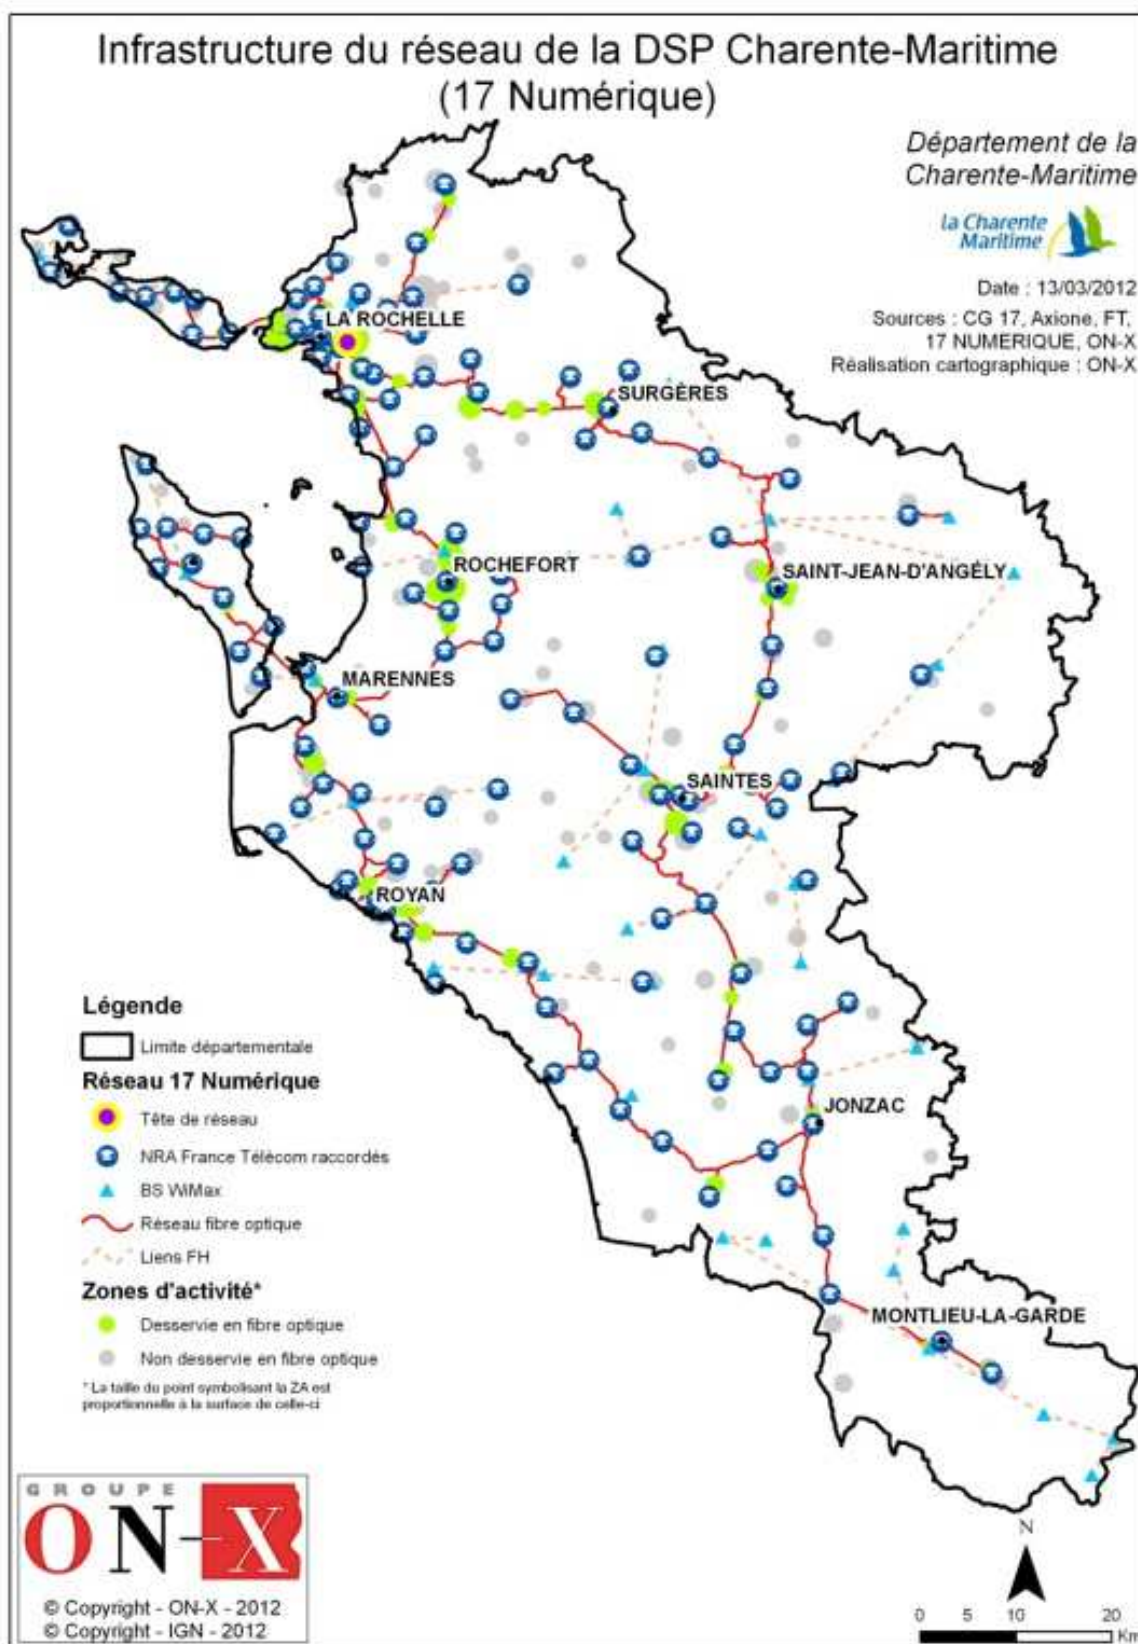 Infrastructure du réseau de la DSP Charente-Maritime
(17 Numérique)
Département de la
Charente-Maritime
la Charente
Maritime
Date : 13/03/2012
Sources : CG 17, Axione, FT,
17 NUMERIQUE, ON-X
Réalisation cartographique : ON-X
LA ROCHELLE
SURGÈRES
ROCHEFORT
SAINT-JEAN-D'ANGÉLY
MARENNES
SAINTES
ROYAN
JONZAC
MONTLIEU-LA-GARDE
Légende
Limite départementale
Réseau 17 Numérique
Tête de réseau
NRA France Télécom raccordés
BS WiMax
Réseau fibre optique
Liens FH
Zones d'activité*
Desservie en fibre optique
Non desservie en fibre optique
* La taille du point symbolisant la ZA est
proportionnelle à la surface de celle-ci
GROUPE
ON-X
© Copyright - ON-X - 2012
© Copyright - IGN - 2012
N
0 5 10 20
Km